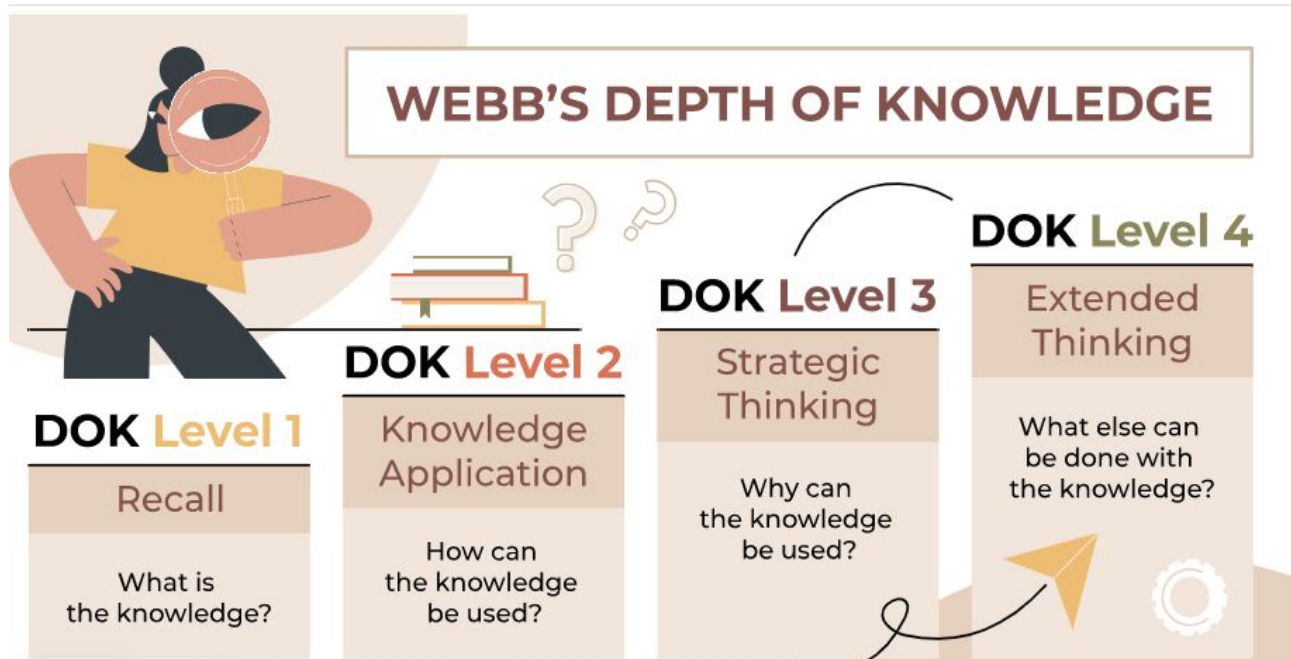 WEBB'S DEPTH OF KNOWLEDGE
DOK Level 1
Recall
What is
the knowledge?
DOK Level 2
Knowledge
Application
How can
the knowledge
be used?
DOK Level 3
Strategic
Thinking
Why can
the knowledge
be used?
DOK Level 4
Extended
Thinking
What else can
be done with
the knowledge?